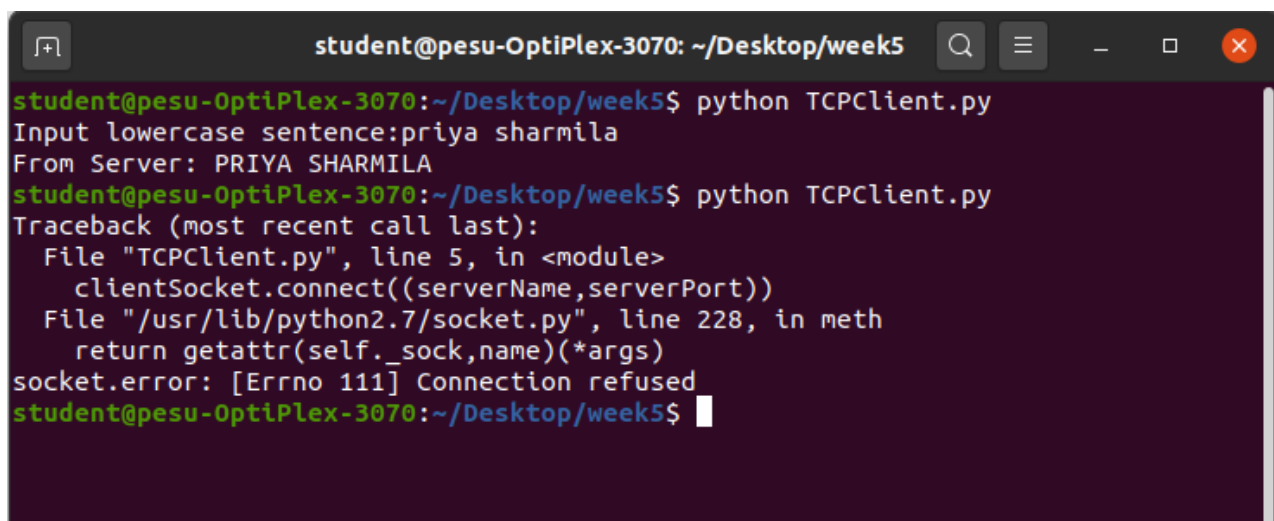 student@pesu-OptiPlex-3070: ~/Desktop/week5
student@pesu-OptiPlex-3070:~/Desktop/week5$ python TCPClient.py
Input lowercase sentence:priya sharmila
From Server: PRIYA SHARMILA
student@pesu-OptiPlex-3070:~/Desktop/week5$ python TCPClient.py
Traceback (most recent call last):
  File "TCPClient.py", line 5, in <module>
    clientSocket.connect((serverName,serverPort))
  File "/usr/lib/python2.7/socket.py", line 228, in meth
    return getattr(self._sock,name)(*args)
socket.error: [Errno 111] Connection refused
student@pesu-OptiPlex-3070:~/Desktop/week5$